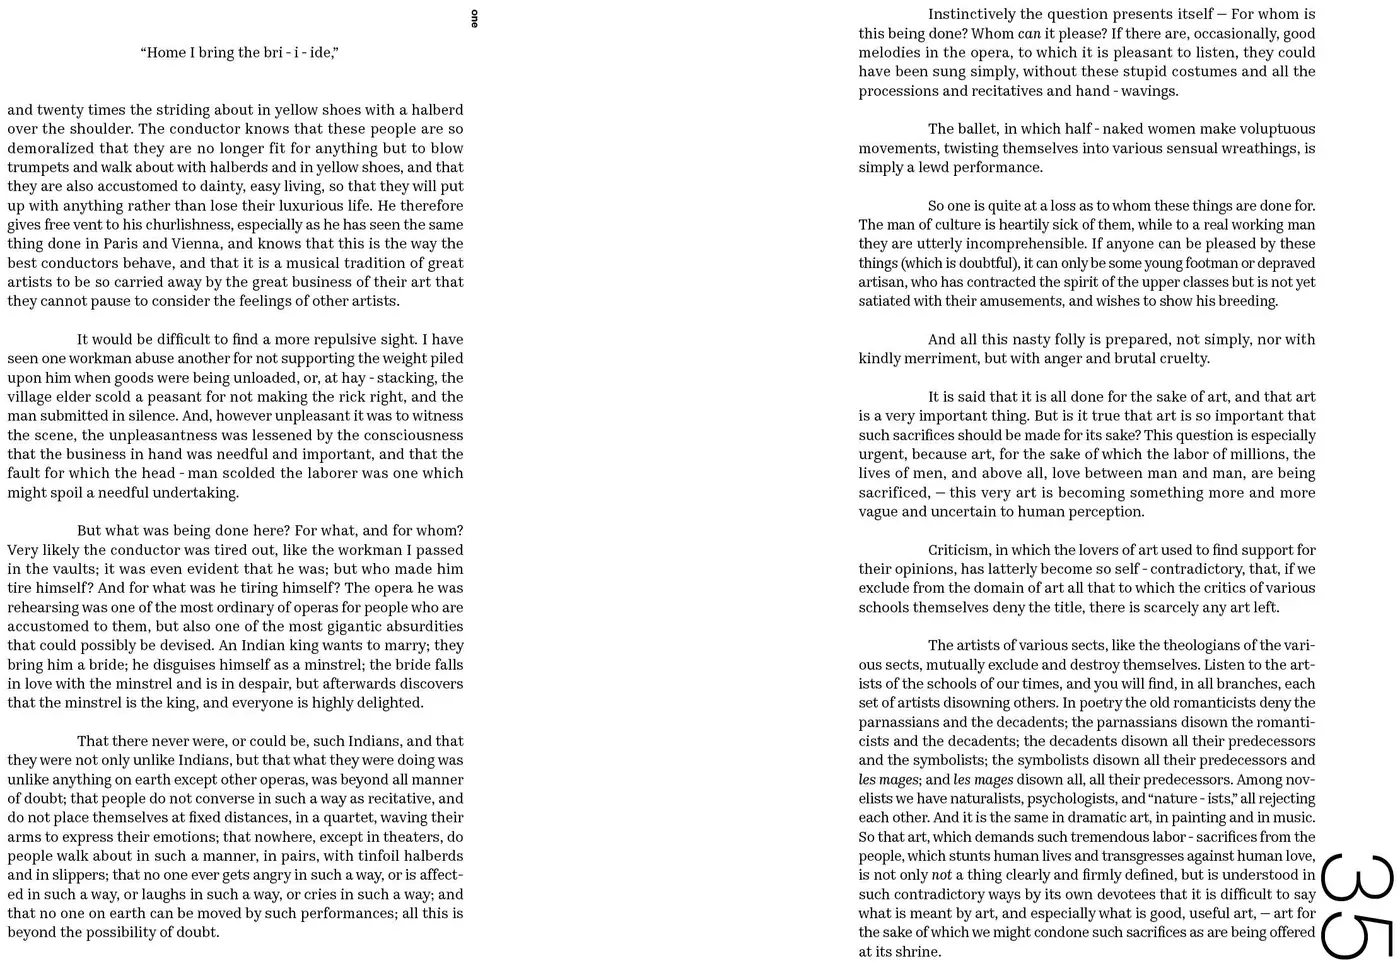 one
“Home I bring the bri - i - ide,”
and twenty times the striding about in yellow shoes with a halberd
over the shoulder. The conductor knows that these people are so
demoralized that they are no longer fit for anything but to blow
trumpets and walk about with halberds and in yellow shoes, and that
they are also accustomed to dainty, easy living, so that they will put
up with anything rather than lose their luxurious life. He therefore
gives free vent to his churlishness, especially as he has seen the same
thing done in Paris and Vienna, and knows that this is the way the
best conductors behave, and that it is a musical tradition of great
artists to be so carried away by the great business of their art that
they cannot pause to consider the feelings of other artists.
It would be difficult to find a more repulsive sight. I have
seen one workman abuse another for not supporting the weight piled
upon him when goods were being unloaded, or, at hay - stacking, the
village elder scold a peasant for not making the rick right, and the
man submitted in silence. And, however unpleasant it was to witness
the scene, the unpleasantness was lessened by the consciousness
that the business in hand was needful and important, and that the
fault for which the head - man scolded the laborer was one which
might spoil a needful undertaking.
But what was being done here? For what, and for whom?
Very likely the conductor was tired out, like the workman I passed
in the vaults; it was even evident that he was; but who made him
tire himself? And for what was he tiring himself? The opera he was
rehearsing was one of the most ordinary of operas for people who are
accustomed to them, but also one of the most gigantic absurdities
that could possibly be devised. An Indian king wants to marry; they
bring him a bride; he disguises himself as a minstrel; the bride falls
in love with the minstrel and is in despair, but afterwards discovers
that the minstrel is the king, and everyone is highly delighted.
That there never were, or could be, such Indians, and that
they were not only unlike Indians, but that what they were doing was
unlike anything on earth except other operas, was beyond all manner
of doubt; that people do not converse in such a way as recitative, and
do not place themselves at fixed distances, in a quartet, waving their
arms to express their emotions; that nowhere, except in theaters, do
people walk about in such a manner, in pairs, with tinfoil halberds
and in slippers; that no one ever gets angry in such a way, or is affect-
ed in such a way, or laughs in such a way, or cries in such a way; and
that no one on earth can be moved by such performances; all this is
beyond the possibility of doubt.
Instinctively the question presents itself — For whom is
this being done? Whom can it please? If there are, occasionally, good
melodies in the opera, to which it is pleasant to listen, they could
have been sung simply, without these stupid costumes and all the
processions and recitatives and hand - wavings.
The ballet, in which half - naked women make voluptuous
movements, twisting themselves into various sensual wreathings, is
simply a lewd performance.
So one is quite at a loss as to whom these things are done for.
The man of culture is heartily sick of them, while to a real working man
they are utterly incomprehensible. If anyone can be pleased by these
things (which is doubtful), it can only be some young footman or depraved
artisan, who has contracted the spirit of the upper classes but is not yet
satiated with their amusements, and wishes to show his breeding.
And all this nasty folly is prepared, not simply, nor with
kindly merriment, but with anger and brutal cruelty.
It is said that it is all done for the sake of art, and that art
is a very important thing. But is it true that art is so important that
such sacrifices should be made for its sake? This question is especially
urgent, because art, for the sake of which the labor of millions, the
lives of men, and above all, love between man and man, are being
sacrificed, — this very art is becoming something more and more
vague and uncertain to human perception.
Criticism, in which the lovers of art used to find support for
their opinions, has latterly become so self - contradictory, that, if we
exclude from the domain of art all that to which the critics of various
schools themselves deny the title, there is scarcely any art left.
The artists of various sects, like the theologians of the vari-
ous sects, mutually exclude and destroy themselves. Listen to the art-
ists of the schools of our times, and you will find, in all branches, each
set of artists disowning others. In poetry the old romanticists deny the
parnassians and the decadents; the parnassians disown the romanti-
cists and the decadents; the decadents disown all their predecessors
and the symbolists; the symbolists disown all their predecessors and
les mages; and les mages disown all, all their predecessors. Among nov-
elists we have naturalists, psychologists, and “nature - ists,” all rejecting
each other. And it is the same in dramatic art, in painting and in music.
So that art, which demands such tremendous labor - sacrifices from the
people, which stunts human lives and transgresses against human love,
is not only not a thing clearly and firmly defined, but is understood in
such contradictory ways by its own devotees that it is difficult to say
what is meant by art, and especially what is good, useful art, — art for
the sake of which we might condone such sacrifices as are being offered
at its shrine.
35